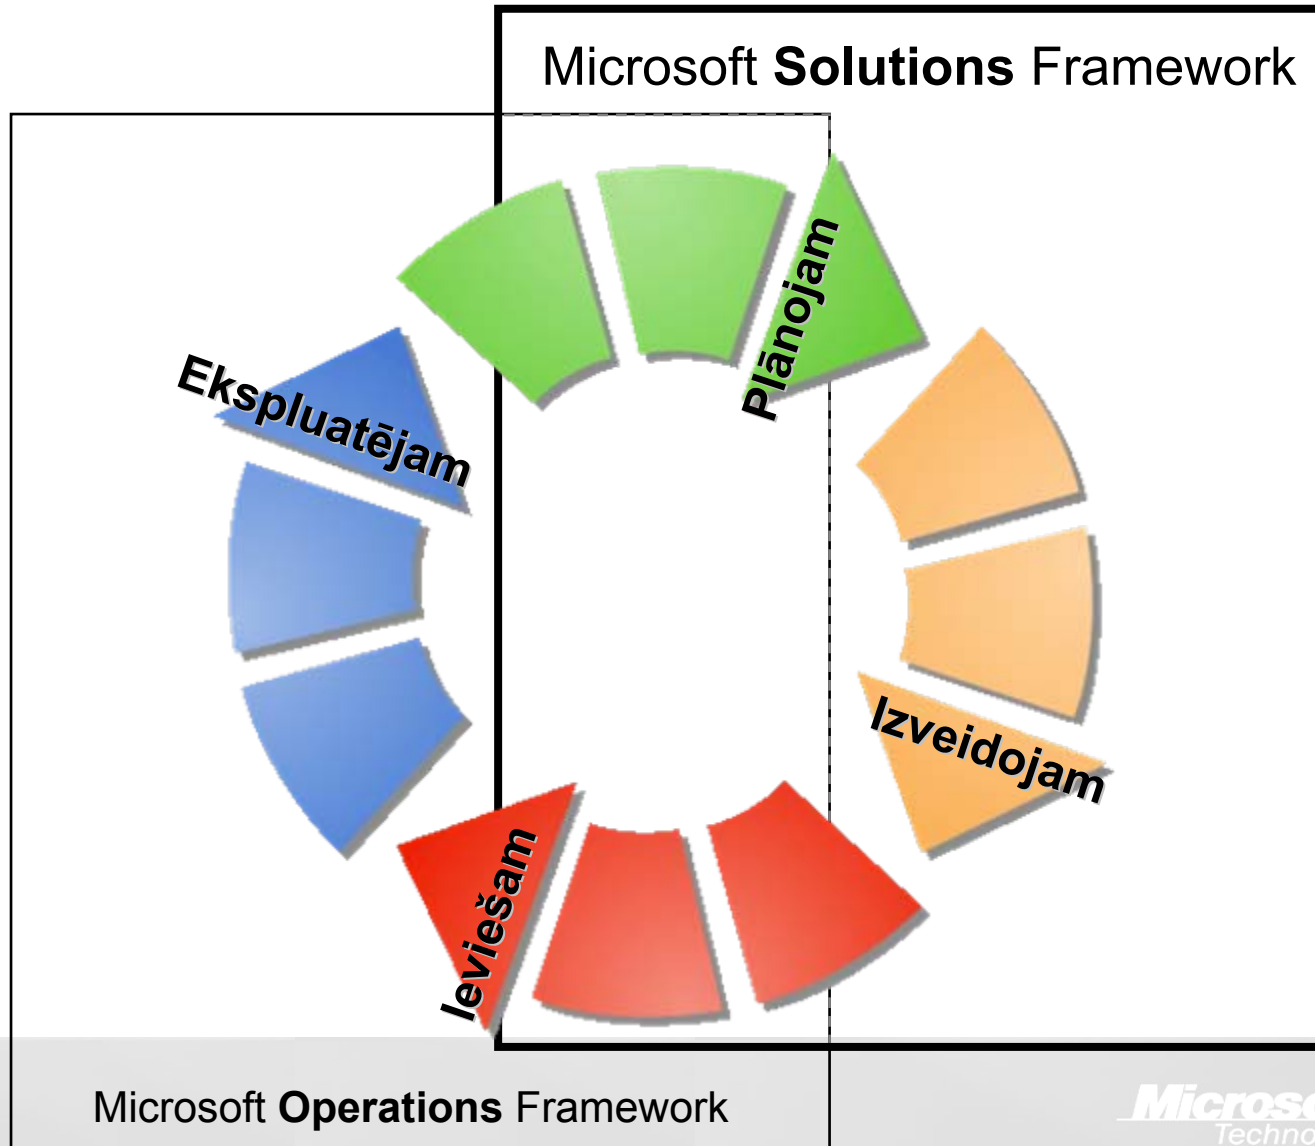 Microsoft Solutions Framework
Plānojam
Ekspluatējam
Izveidojam
Ieviešam
Microsoft Operations Framework